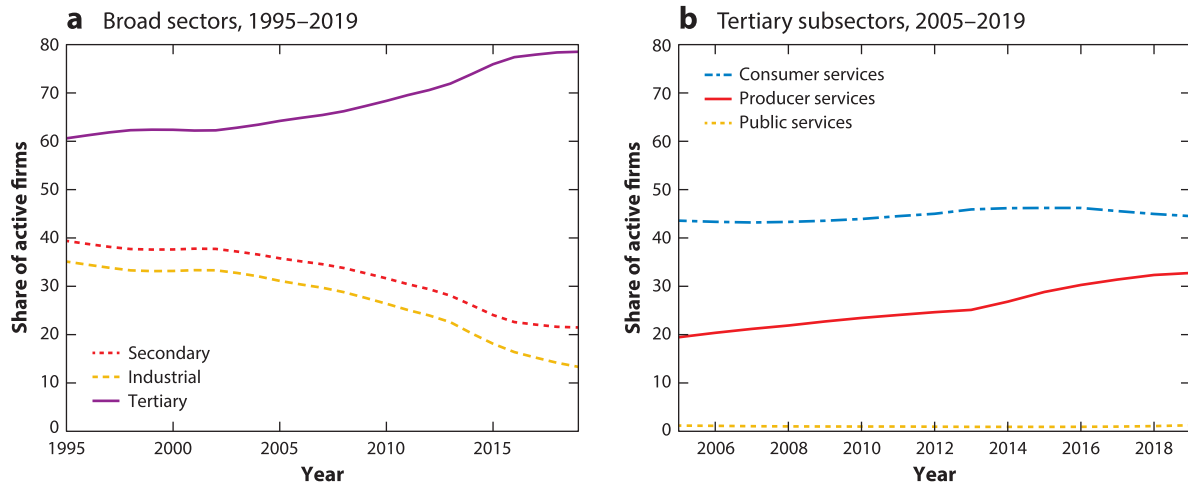 a Broad sectors, 1995–2019
80
70
60
50
40
30
20
10
0
Share of active firms
Secondary
Industrial
Tertiary
1995 2000 2005 2010 2015
Year
b Tertiary subsectors, 2005–2019
80
70
60
50
40
30
20
10
0
Share of active firms
Consumer services
Producer services
Public services
2006 2008 2010 2012 2014 2016 2018
Year